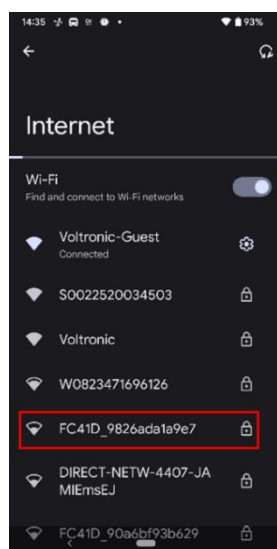 14:35
93%
Internet
Wi-Fi
Find and connect to Wi-Fi networks
Voltronic-Guest
Connected
S0022520034503
Voltronic
W0823471696126
FC41D_9826ada1a9e7
DIRECT-NETW-4407-JA
MIEmsEJ
FC41D_90a6bf93b629